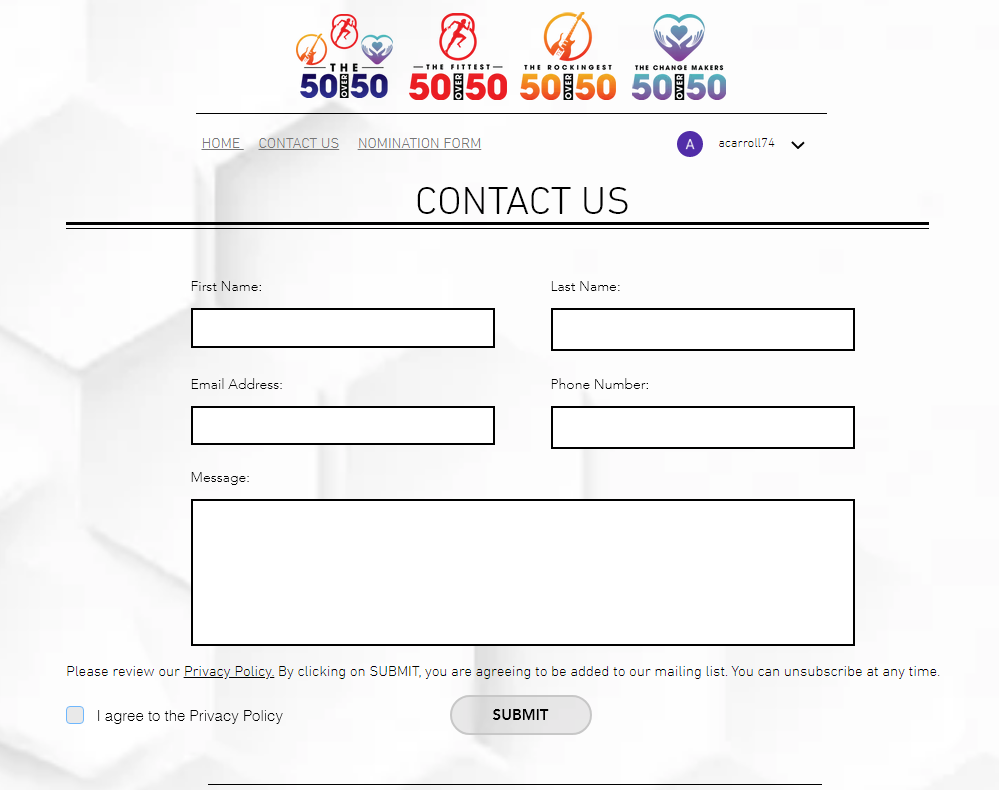 THE
50 OVER 50
THE FITTEST
50 OVER 50
THE ROCKINGEST
50 OVER 50
THE CHANGE MAKERS
50 OVER 50
HOME CONTACT US NOMINATION FORM
A acarroll74
CONTACT US
First Name: Last Name:
Email Address: Phone Number:
Message:
Please review our Privacy Policy. By clicking on SUBMIT, you are agreeing to be added to our mailing list. You can unsubscribe at any time.
I agree to the Privacy Policy SUBMIT